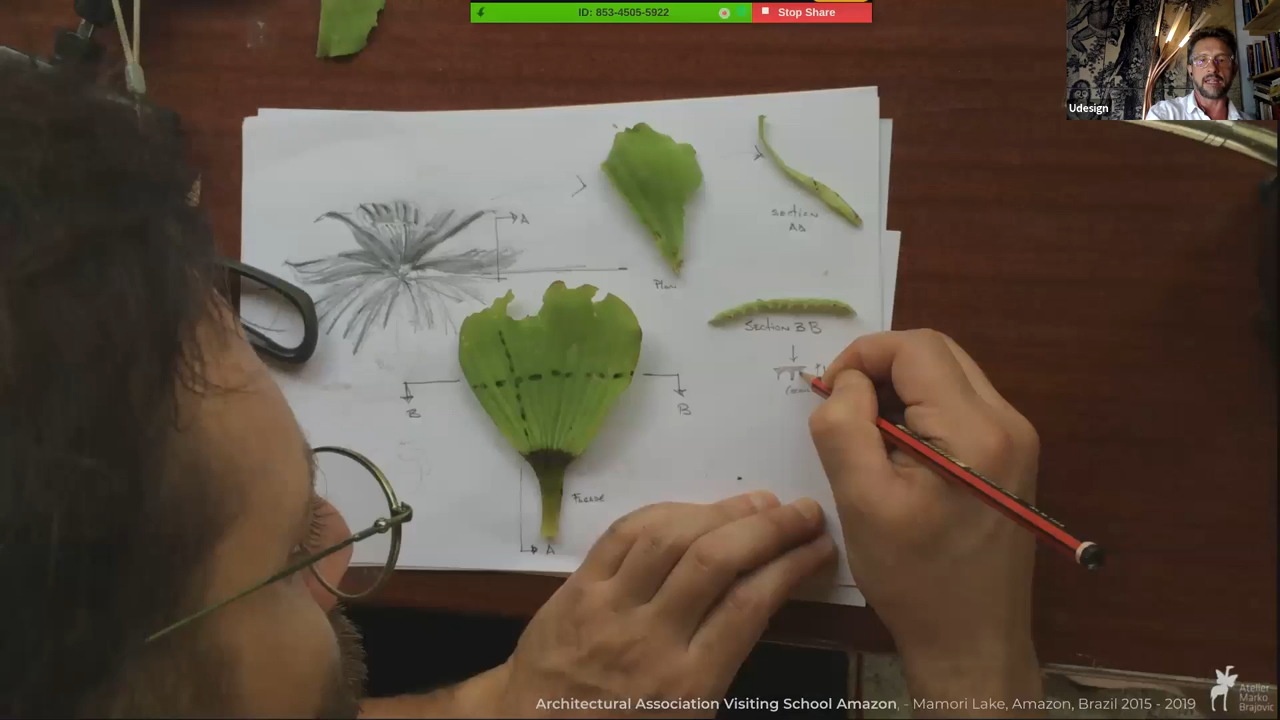 ID: 853-4505-5922
Stop Share
Udesign
A
Section
Plan
Section BB
B
B
A
Architectural Association Visiting School Amazon, - Mamori Lake, Amazon, Brazil 2015 - 2019
Atelier
Marko
Brajovic